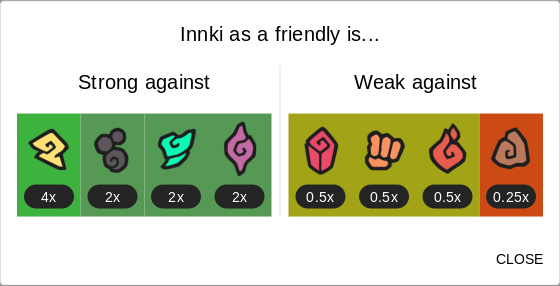 Innki as a friendly is...
Strong against
Weak against
4x 2x 2x 2x 0.5x 0.5x 0.5x 0.25x
CLOSE